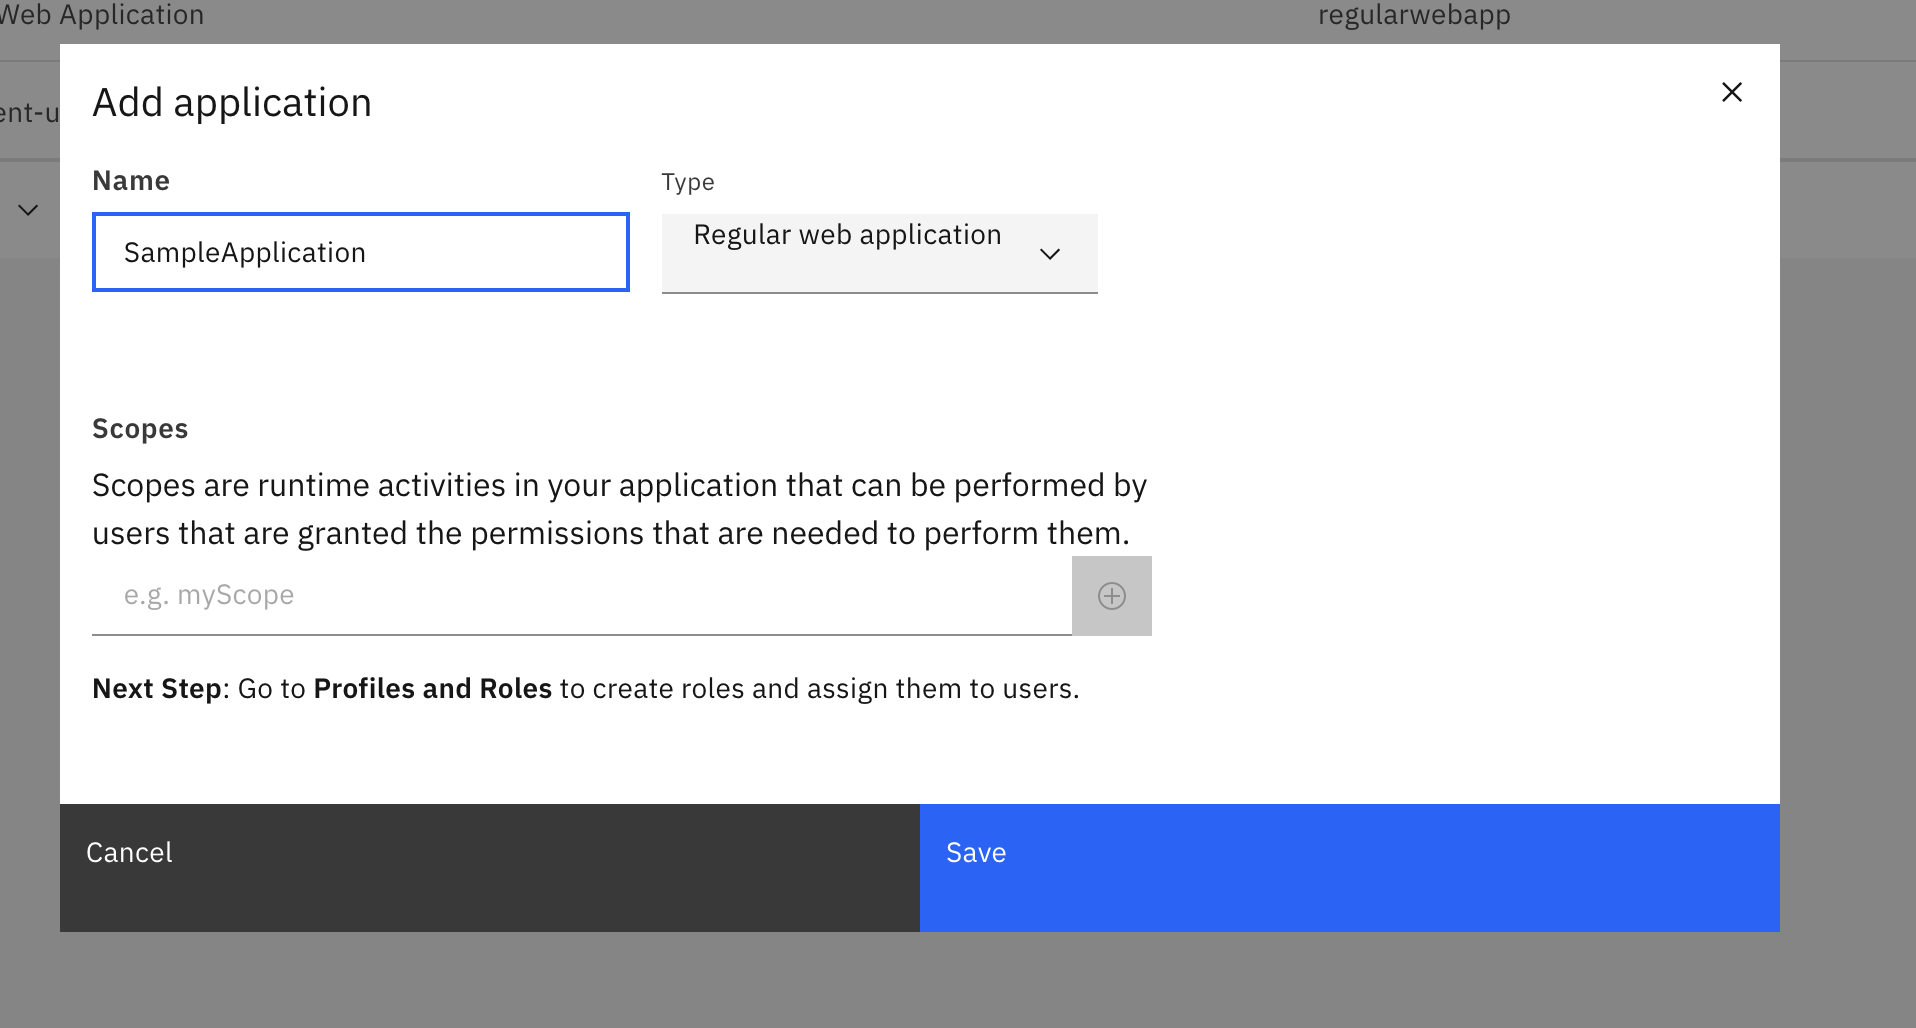 Web Application
regularwebapp
Add application
ent-u
Name
Type
SampleApplication
Regular web application
Scopes
Scopes are runtime activities in your application that can be performed by
users that are granted the permissions that are needed to perform them.
e.g. myScope
Next Step: Go to Profiles and Roles to create roles and assign them to users.
Cancel
Save